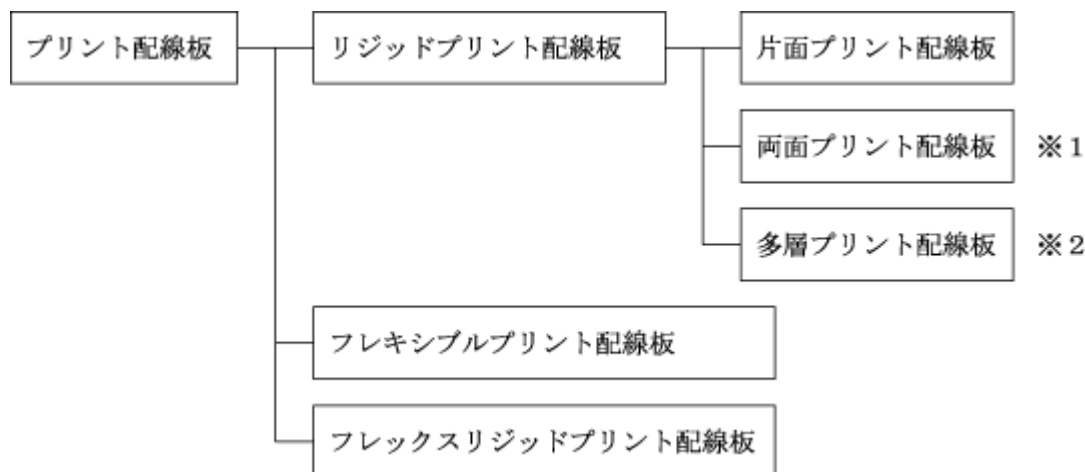 プリント配線板
リジッドプリント配線板
片面プリント配線板
両面プリント配線板 ※1
多層プリント配線板 ※2
フレキシブルプリント配線板
フレックスリジッドプリント配線板